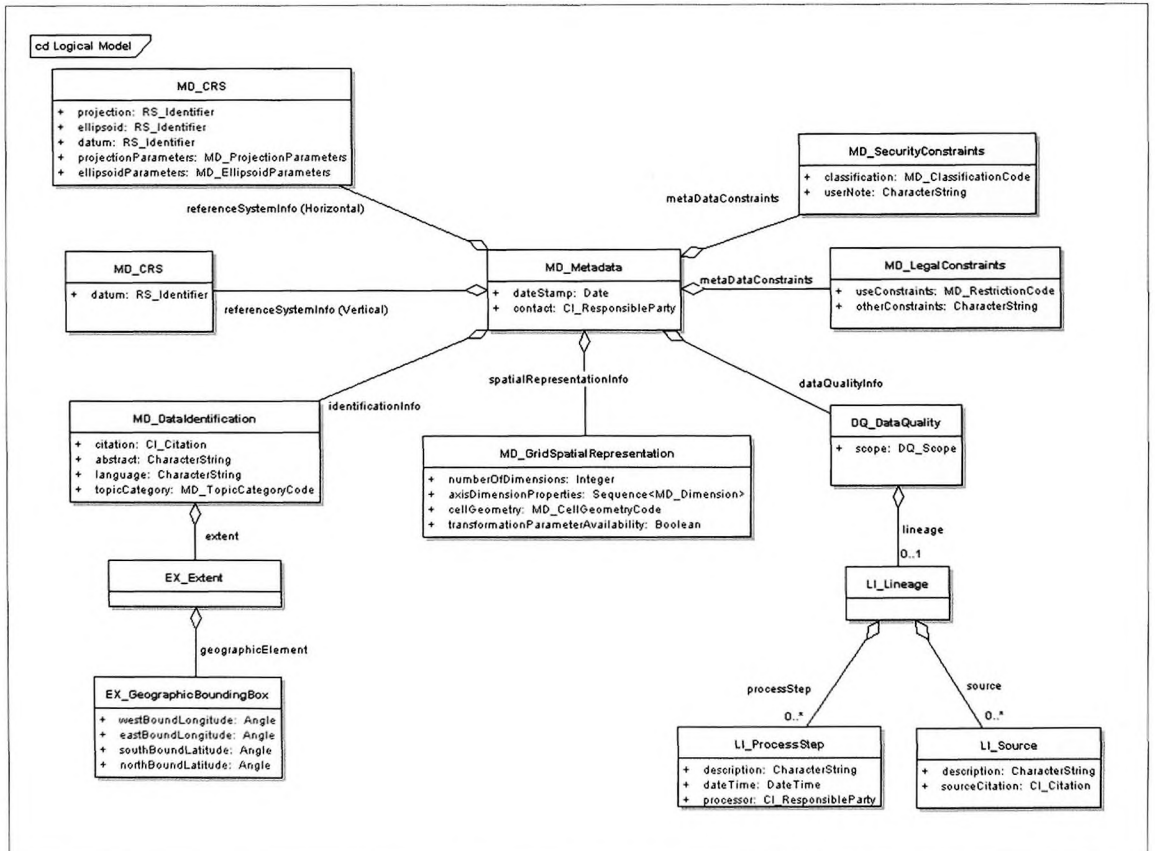 cd Logical Model
MD_CRS
+ projection: RS_Identifier
+ ellipsoid: RS_Identifier
+ datum: RS_Identifier
+ projectionParameters: MD_ProjectionParameters
+ ellipsoidParameters: MD_EllipsoidParameters
referenceSystemInfo (Horizontal)
MD_SecurityConstraints
+ classification: MD_ClassificationCode
+ userNote: CharacterString
metaDataConstraints
MD_CRS
+ datum: RS_Identifier
referenceSystemInfo (Vertical)
MD_Metadata
+ dateStamp: Date
+ contact: CI_ResponsibleParty
metaDataConstraints
MD_LegalConstraints
+ useConstraints: MD_RestrictionCode
+ otherConstraints: CharacterString
identificationInfo
spatialRepresentationInfo
dataQualityInfo
MD_DataIdentification
+ citation: CI_Citation
+ abstract: CharacterString
+ language: CharacterString
+ topicCategory: MD_TopicCategoryCode
MD_GridSpatialRepresentation
+ numberOfDimensions: Integer
+ axisDimensionProperties: Sequence<MD_Dimension>
+ cellGeometry: MD_CellGeometryCode
+ transformationParameterAvailability: Boolean
DQ_DataQuality
+ scope: DQ_Scope
extent
lineage
0..1
EX_Extent
LI_Lineage
geographicElement
EX_GeographicBoundingBox
+ westBoundLongitude: Angle
+ eastBoundLongitude: Angle
+ southBoundLatitude: Angle
+ northBoundLatitude: Angle
processStep
0..*
source
0..*
LI_ProcessStep
+ description: CharacterString
+ dateTime: DateTime
+ processor: CI_ResponsibleParty
LI_Source
+ description: CharacterString
+ sourceCitation: CI_Citation